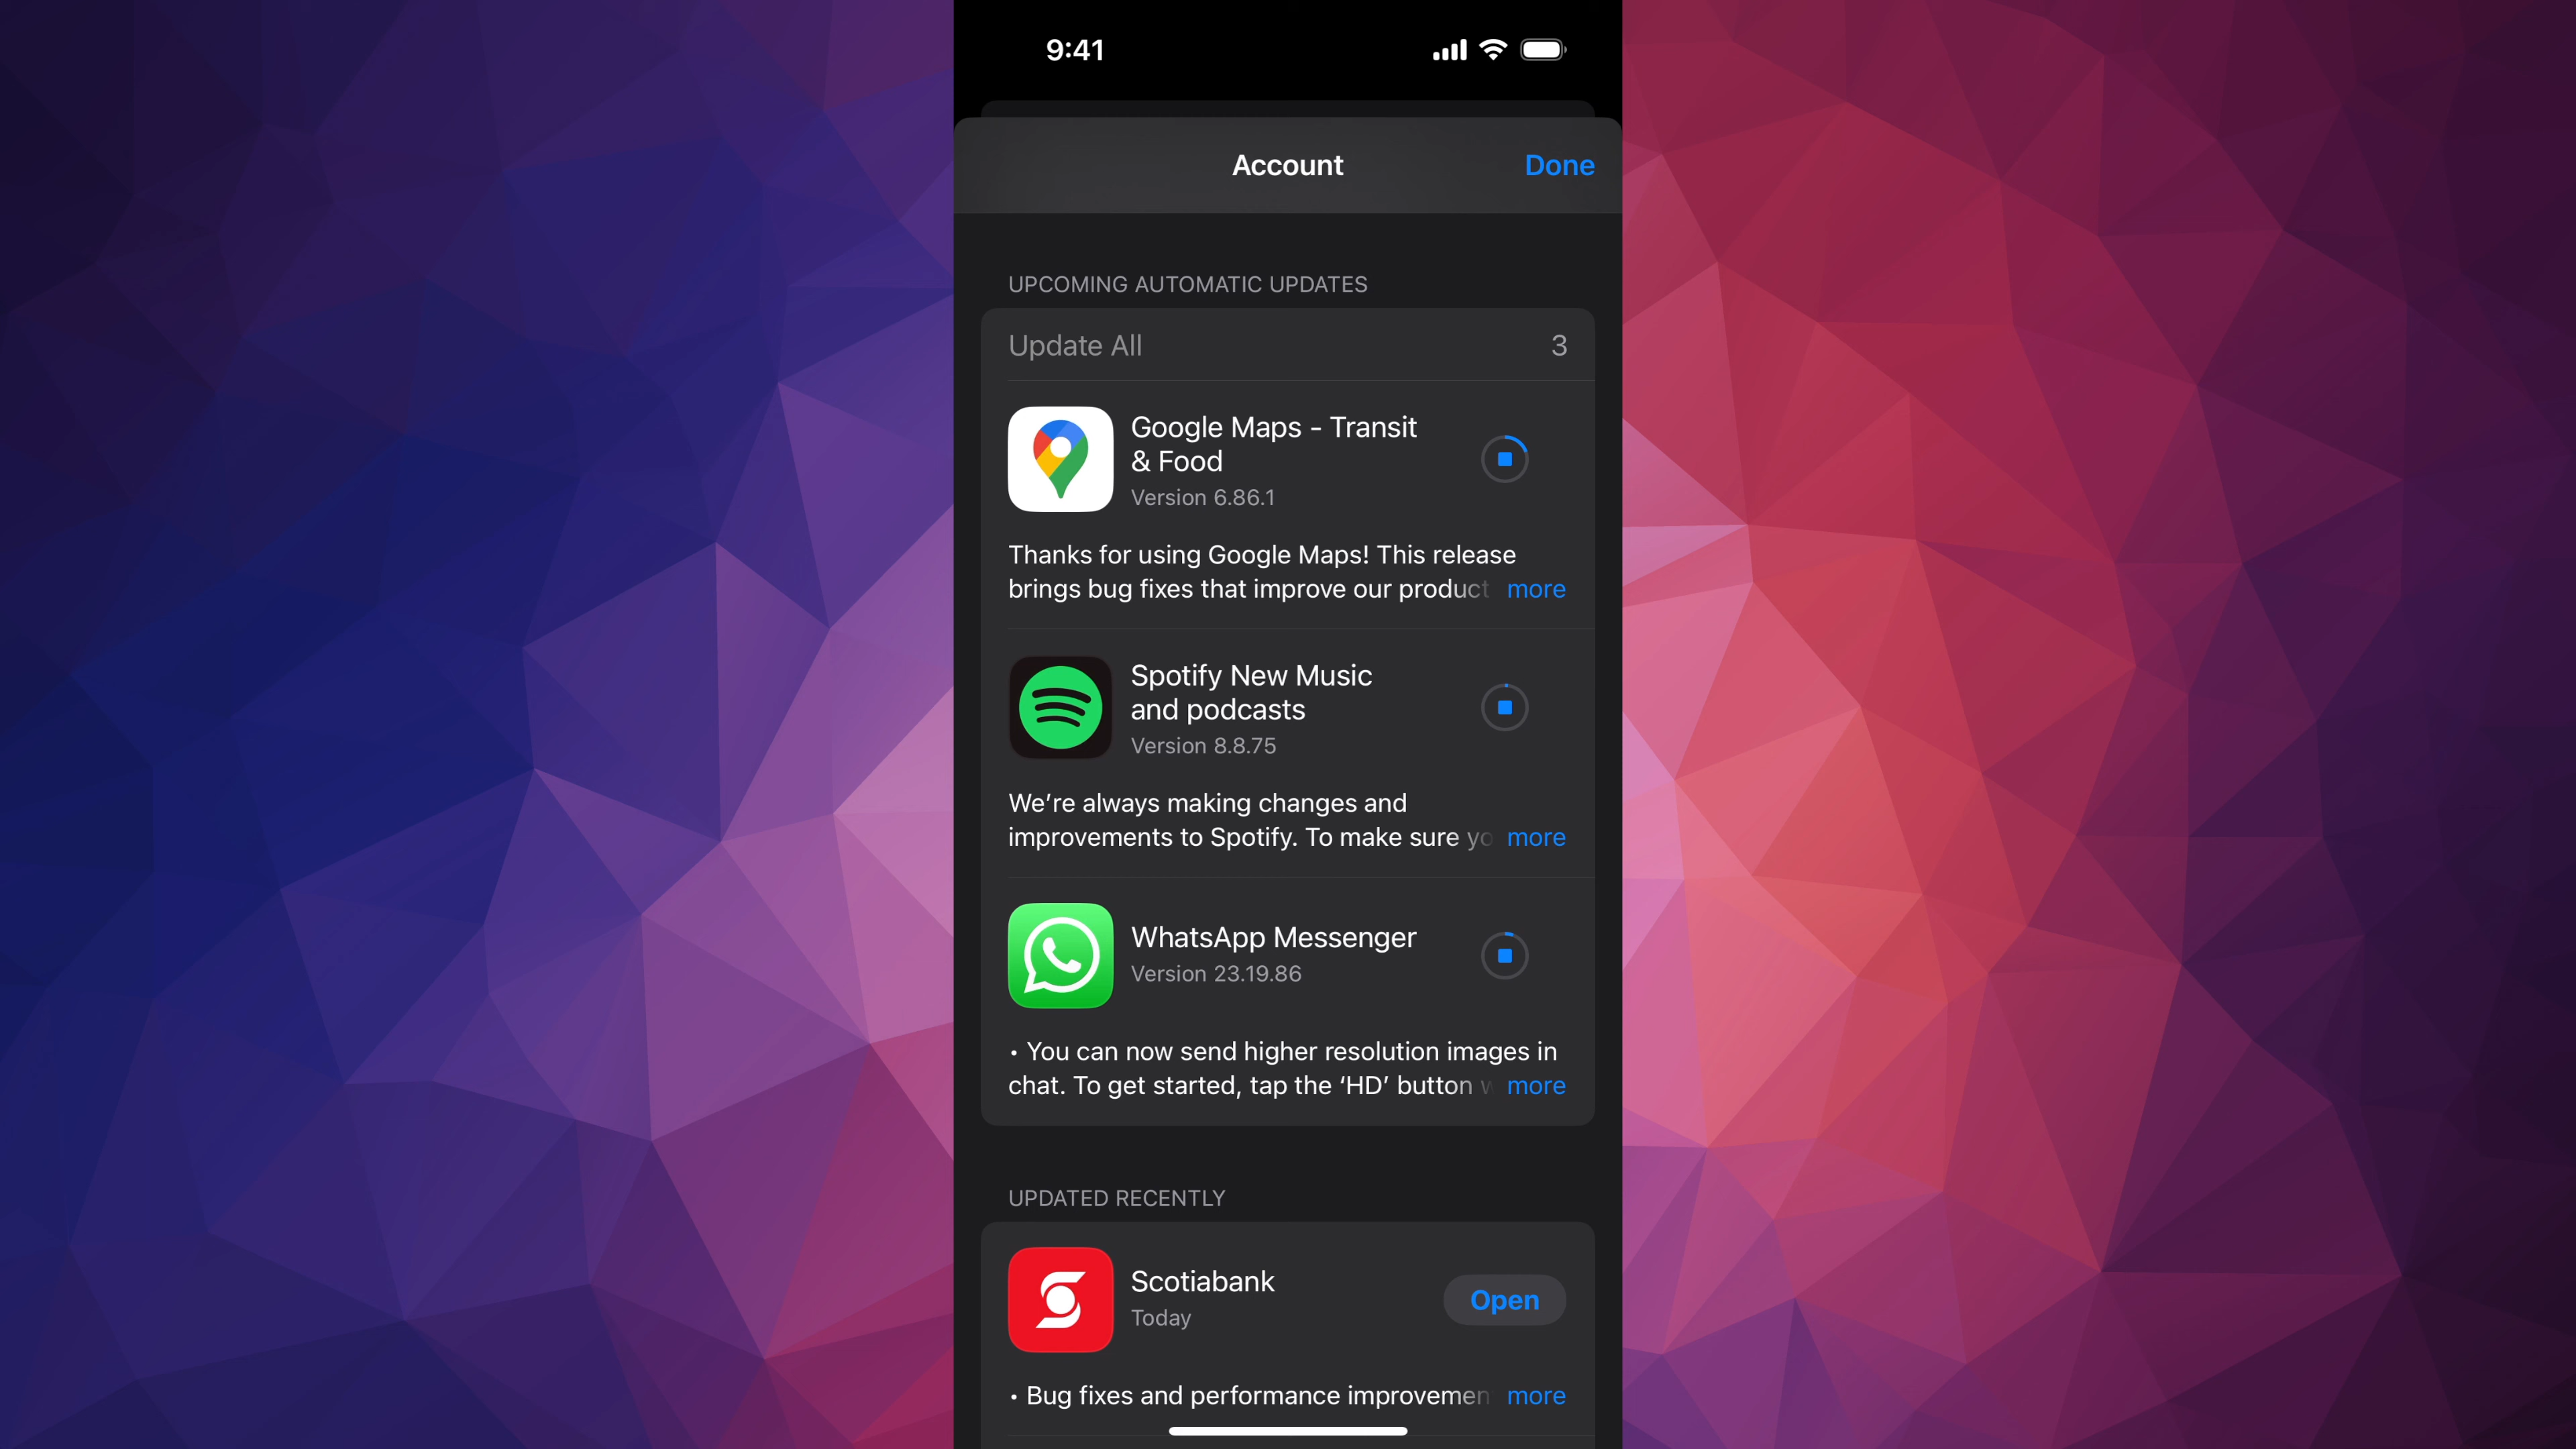 9:41
Account
Done
UPCOMING AUTOMATIC UPDATES
Update All
3
Google Maps - Transit
& Food
Version 6.86.1
Thanks for using Google Maps! This release
brings bug fixes that improve our product more
Spotify New Music
and podcasts
Version 8.8.75
We’re always making changes and
improvements to Spotify. To make sure yo more
WhatsApp Messenger
Version 23.19.86
• You can now send higher resolution images in
chat. To get started, tap the ‘HD’ button w more
UPDATED RECENTLY
Scotiabank
Today
Open
• Bug fixes and performance improvemen more